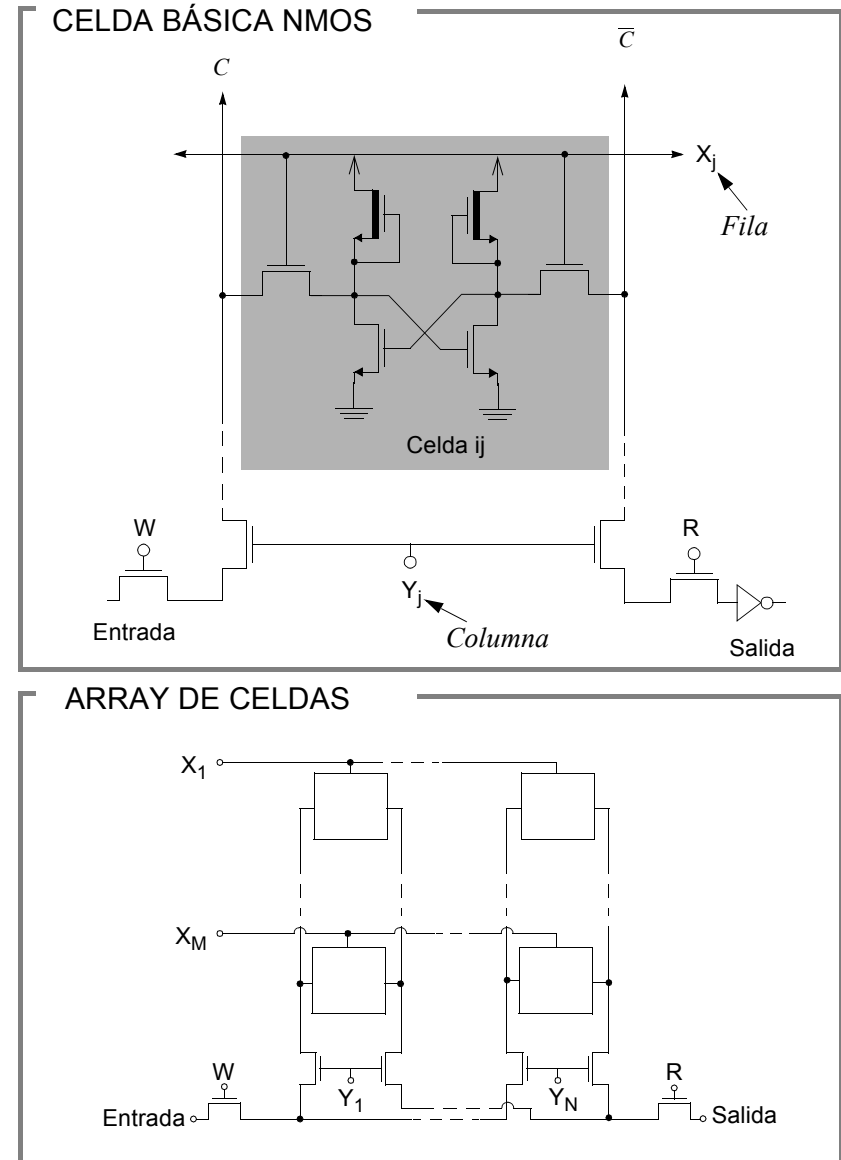 CELDA BÁSICA NMOS
C
C̅
Xj
Fila
Celda ij
W
R
Yj
Entrada
Columna
Salida
ARRAY DE CELDAS
X1
XM
W
R
Y1
YN
Entrada
Salida